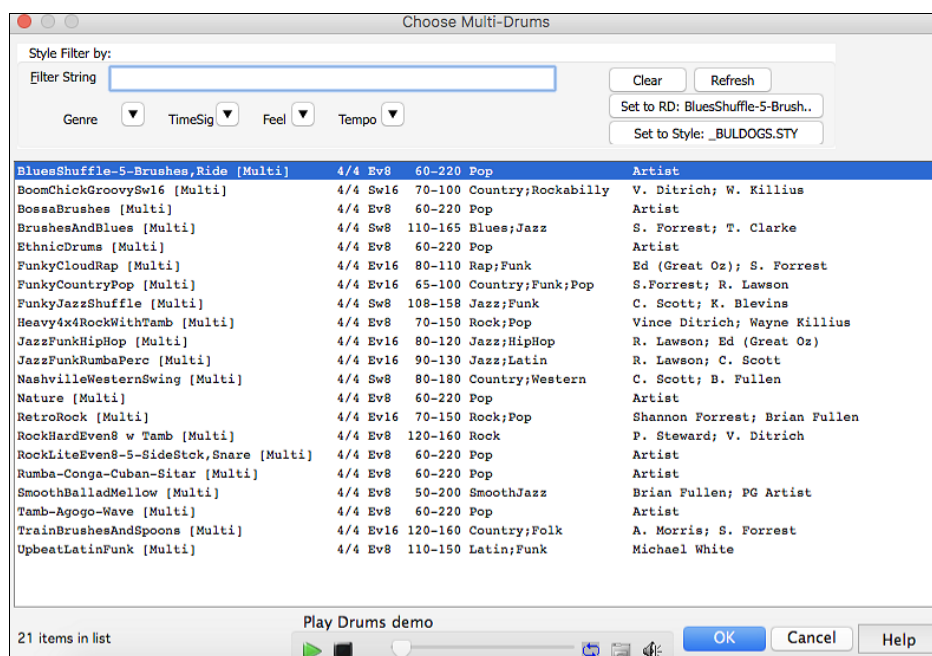 Choose Multi-Drums
Style Filter by:
Filter String
Clear Refresh
Set to RD: BluesShuffle-5-Brush..
Genre TimeSig Feel Tempo
Set to Style: _BULDOGS.STY
BluesShuffle-5-Brushes,Ride [Multi] 4/4 Ev8 60-220 Pop Artist
BoomChickGroovySw16 [Multi] 4/4 Sw16 70-100 Country;Rockabilly V. Ditrich; W. Killius
BossaBrushes [Multi] 4/4 Ev8 60-220 Pop Artist
BrushesAndBlues [Multi] 4/4 Sw8 110-165 Blues;Jazz S. Forrest; T. Clarke
EthnicDrums [Multi] 4/4 Ev8 60-220 Pop Artist
FunkyCloudRap [Multi] 4/4 Ev16 80-110 Rap;Funk Ed (Great Oz); S. Forrest
FunkyCountryPop [Multi] 4/4 Ev16 65-100 Country;Funk;Pop S.Forrest; R. Lawson
FunkyJazzShuffle [Multi] 4/4 Sw8 108-158 Jazz;Funk C. Scott; K. Blevins
Heavy4x4RockWithTamb [Multi] 4/4 Ev8 70-150 Rock;Pop Vince Ditrich; Wayne Killius
JazzFunkHipHop [Multi] 4/4 Ev16 80-120 Jazz;HipHop R. Lawson; Ed (Great Oz)
JazzFunkRumbaPerc [Multi] 4/4 Ev16 90-130 Jazz;Latin R. Lawson; C. Scott
NashvilleWesternSwing [Multi] 4/4 Sw8 80-180 Country;Western C. Scott; B. Fullen
Nature [Multi] 4/4 Ev8 60-220 Pop Artist
RetroRock [Multi] 4/4 Ev16 70-150 Rock;Pop Shannon Forrest; Brian Fullen
RockHardEven8 w Tamb [Multi] 4/4 Ev8 120-160 Rock P. Steward; V. Ditrich
RockLiteEven8-5-SideStck,Snare [Multi] 4/4 Ev8 60-220 Pop Artist
Rumba-Conga-Cuban-Sitar [Multi] 4/4 Ev8 60-220 Pop Artist
SmoothBalladMellow [Multi] 4/4 Ev8 50-200 SmoothJazz Brian Fullen; PG Artist
Tamb-Agogo-Wave [Multi] 4/4 Ev8 60-220 Pop Artist
TrainBrushesAndSpoons [Multi] 4/4 Ev16 120-160 Country;Folk A. Morris; S. Forrest
UpbeatLatinFunk [Multi] 4/4 Ev8 110-150 Latin;Funk Michael White
Play Drums demo
21 items in list
OK Cancel Help